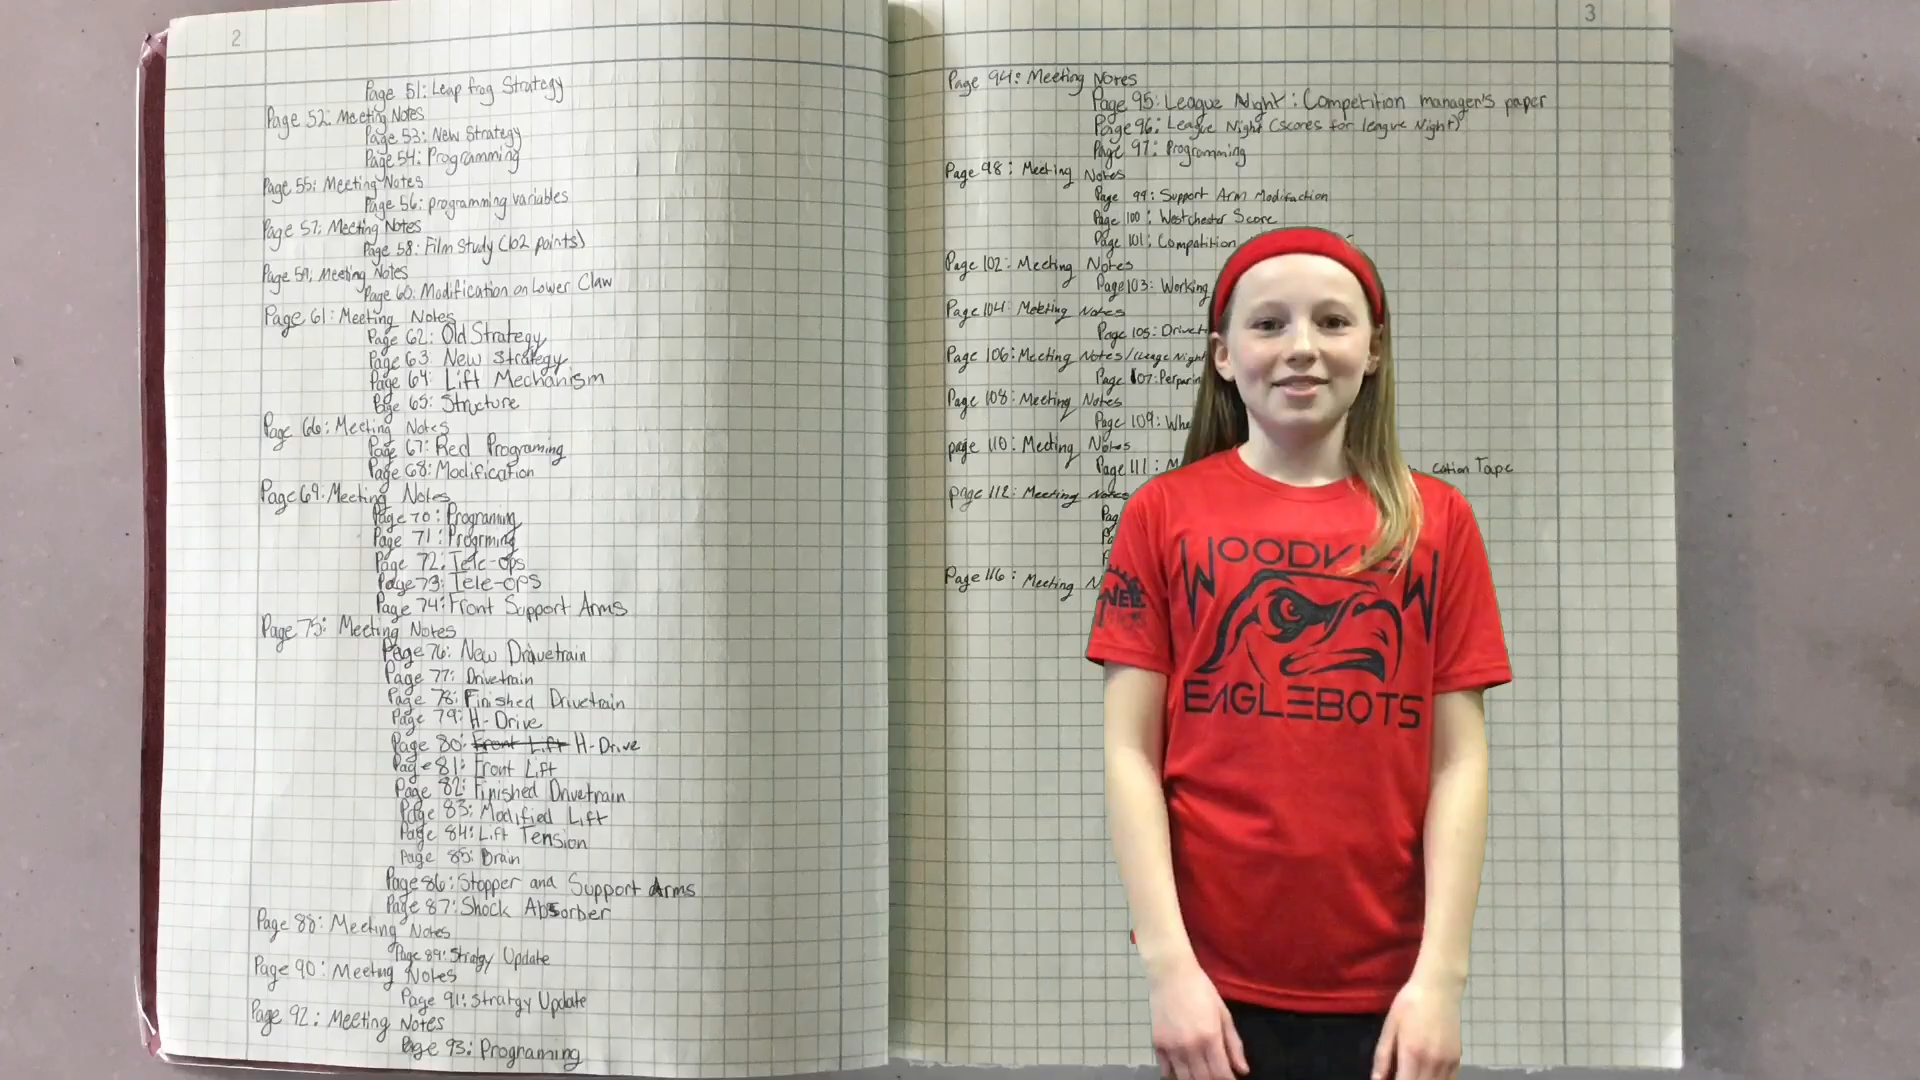 2
Page 51: Leap frog Strategy
Page 52: Meeting Notes
Page 53: New Strategy
Page 54: Programming
Page 55: Meeting Notes
Page 56: programming variables
Page 57: Meeting Notes
Page 58: Film Study (102 points)
Page 59: Meeting Notes
Page 60: Modification on Lower Claw
Page 61: Meeting Notes
Page 62: Old Strategy
Page 63: New Strategy
Page 64: Lift Mechanism
Page 65: Structure
Page 66: Meeting Notes
Page 67: Red Programing
Page 68: Modification
Page 69: Meeting Notes
Page 70: Programing
Page 71: Progrming
Page 72: Tele-ops
Page 73: Tele-ops
Page 74: Front Support Arms
Page 75: Meeting Notes
Page 76: New Dravetrain
Page 77: Drivetrain
Page 78: Finished Drivetrain
Page 79: H-Drive
Page 80: Front Lift H-Drive
Page 81: Front Lift
Page 82: Finished Drivetrain
Page 83: Modified Lift
Page 84: Lift Tension
Page 85: Brain
Page 86: Stopper and Support Arms
Page 87: Shock Absorber
Page 88: Meeting Notes
Page 89: Stratgy Update
Page 90: Meeting Notes
Page 91: Stratgy Update
Page 92: Meeting Notes
Page 93: Programing
3
Page 94: Meeting Notes
Page 95: League Night: Competition manager's paper
Page 96: League Night (scores for league Night)
Page 97: Programming
Page 98: Meeting Notes
Page 99: Support Arm Modifaction
Page 100: Westchester Score
Page 101: Compatition
Page 102: Meeting Notes
Page 103: Working
Page 104: Meeting Notes
Page 105: Drivet
Page 106: Meeting Notes/Leage Night
Page 107: Perparin
Page 108: Meeting Notes
Page 109: Whe
page 110: Meeting Notes
Page 111: M cation Tape
page 112: Meeting Notes
Pag
Page 116: Meeting N
WOODVIEW
EAGLEBOTS